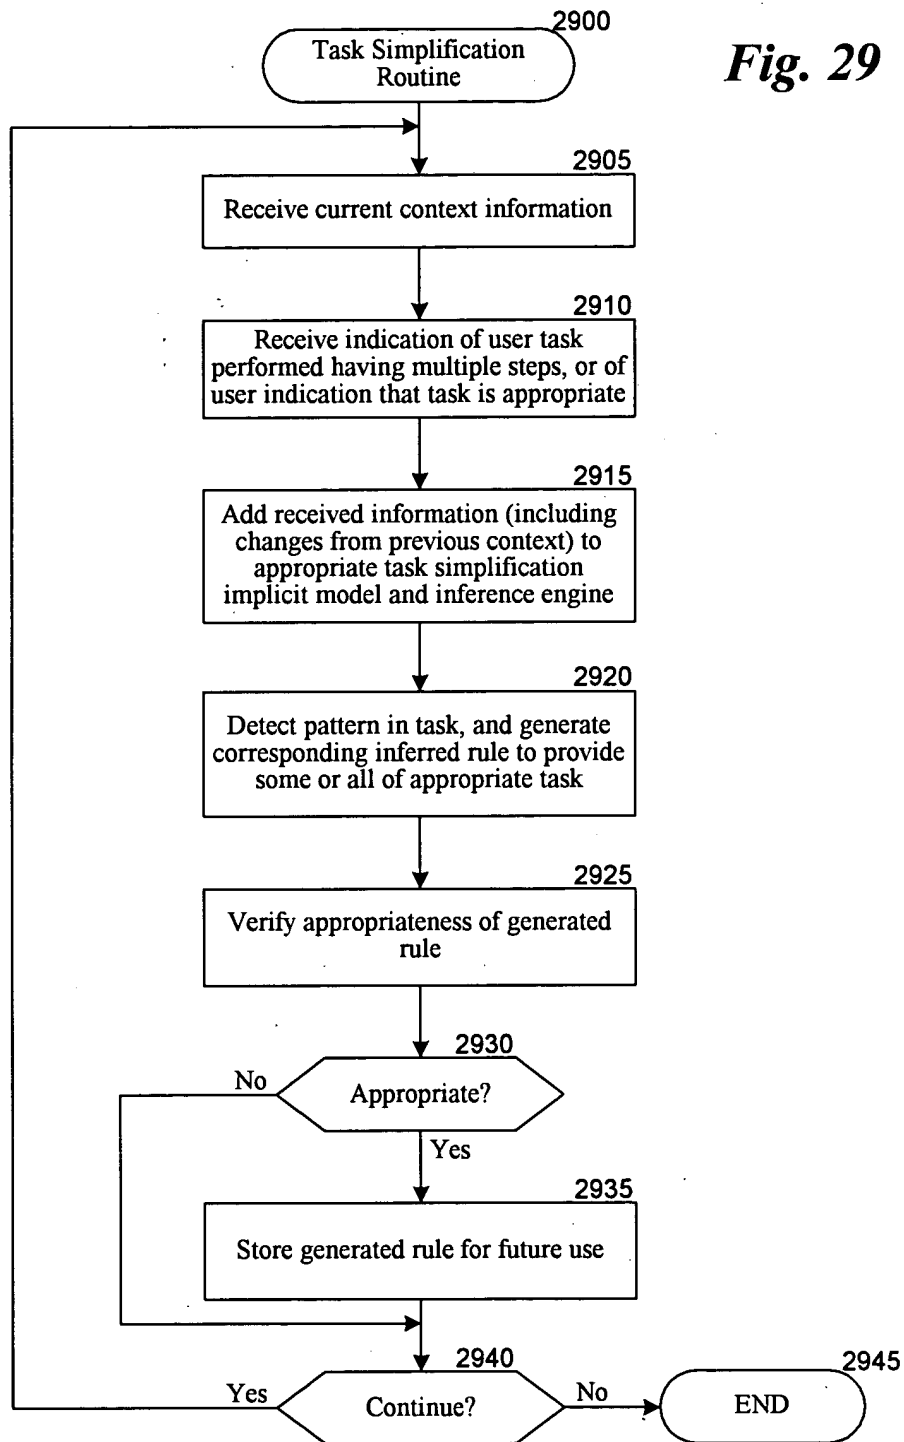 2900
Task Simplification
Routine
Fig. 29
2905
Receive current context information
2910
Receive indication of user task
performed having multiple steps, or of
user indication that task is appropriate
2915
Add received information (including
changes from previous context) to
appropriate task simplification
implicit model and inference engine
2920
Detect pattern in task, and generate
corresponding inferred rule to provide
some or all of appropriate task
2925
Verify appropriateness of generated
rule
2930
No
Appropriate?
Yes
2935
Store generated rule for future use
2940
2945
Yes
Continue?
No
END